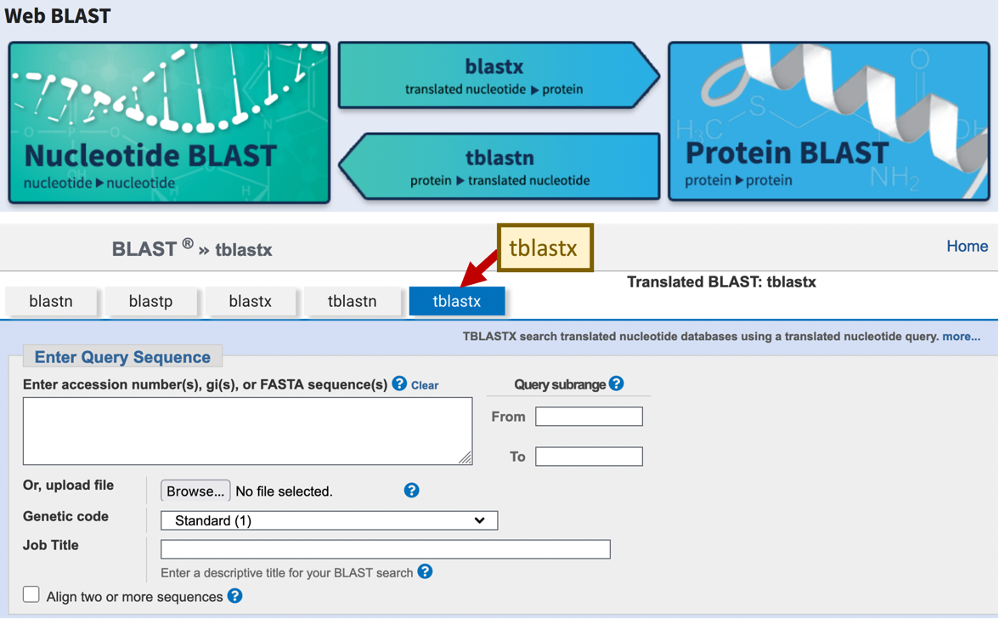 Web BLAST
Nucleotide BLAST
nucleotide ▶ nucleotide
blastx
translated nucleotide ▶ protein
tblastn
protein ▶ translated nucleotide
Protein BLAST
protein ▶ protein
H₃C
S
O
OH
NH₂
O
P
O
OH
N
H
BLAST ® » tblastx
tblastx
Home
Translated BLAST: tblastx
blastn
blastp
blastx
tblastn
tblastx
TBLASTX search translated nucleotide databases using a translated nucleotide query. more...
Enter Query Sequence
Enter accession number(s), gi(s), or FASTA sequence(s) ? Clear
Query subrange ?
From
To
Or, upload file
Browse... No file selected. ?
Genetic code
Standard (1)
Job Title
Enter a descriptive title for your BLAST search ?
Align two or more sequences ?